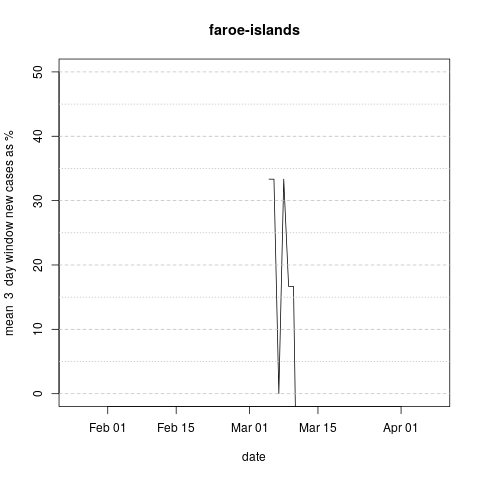 faroe-islands
mean  3  day window new cases as %
50
40
30
20
10
0
Feb 01
Feb 15
Mar 01
Mar 15
Apr 01
date